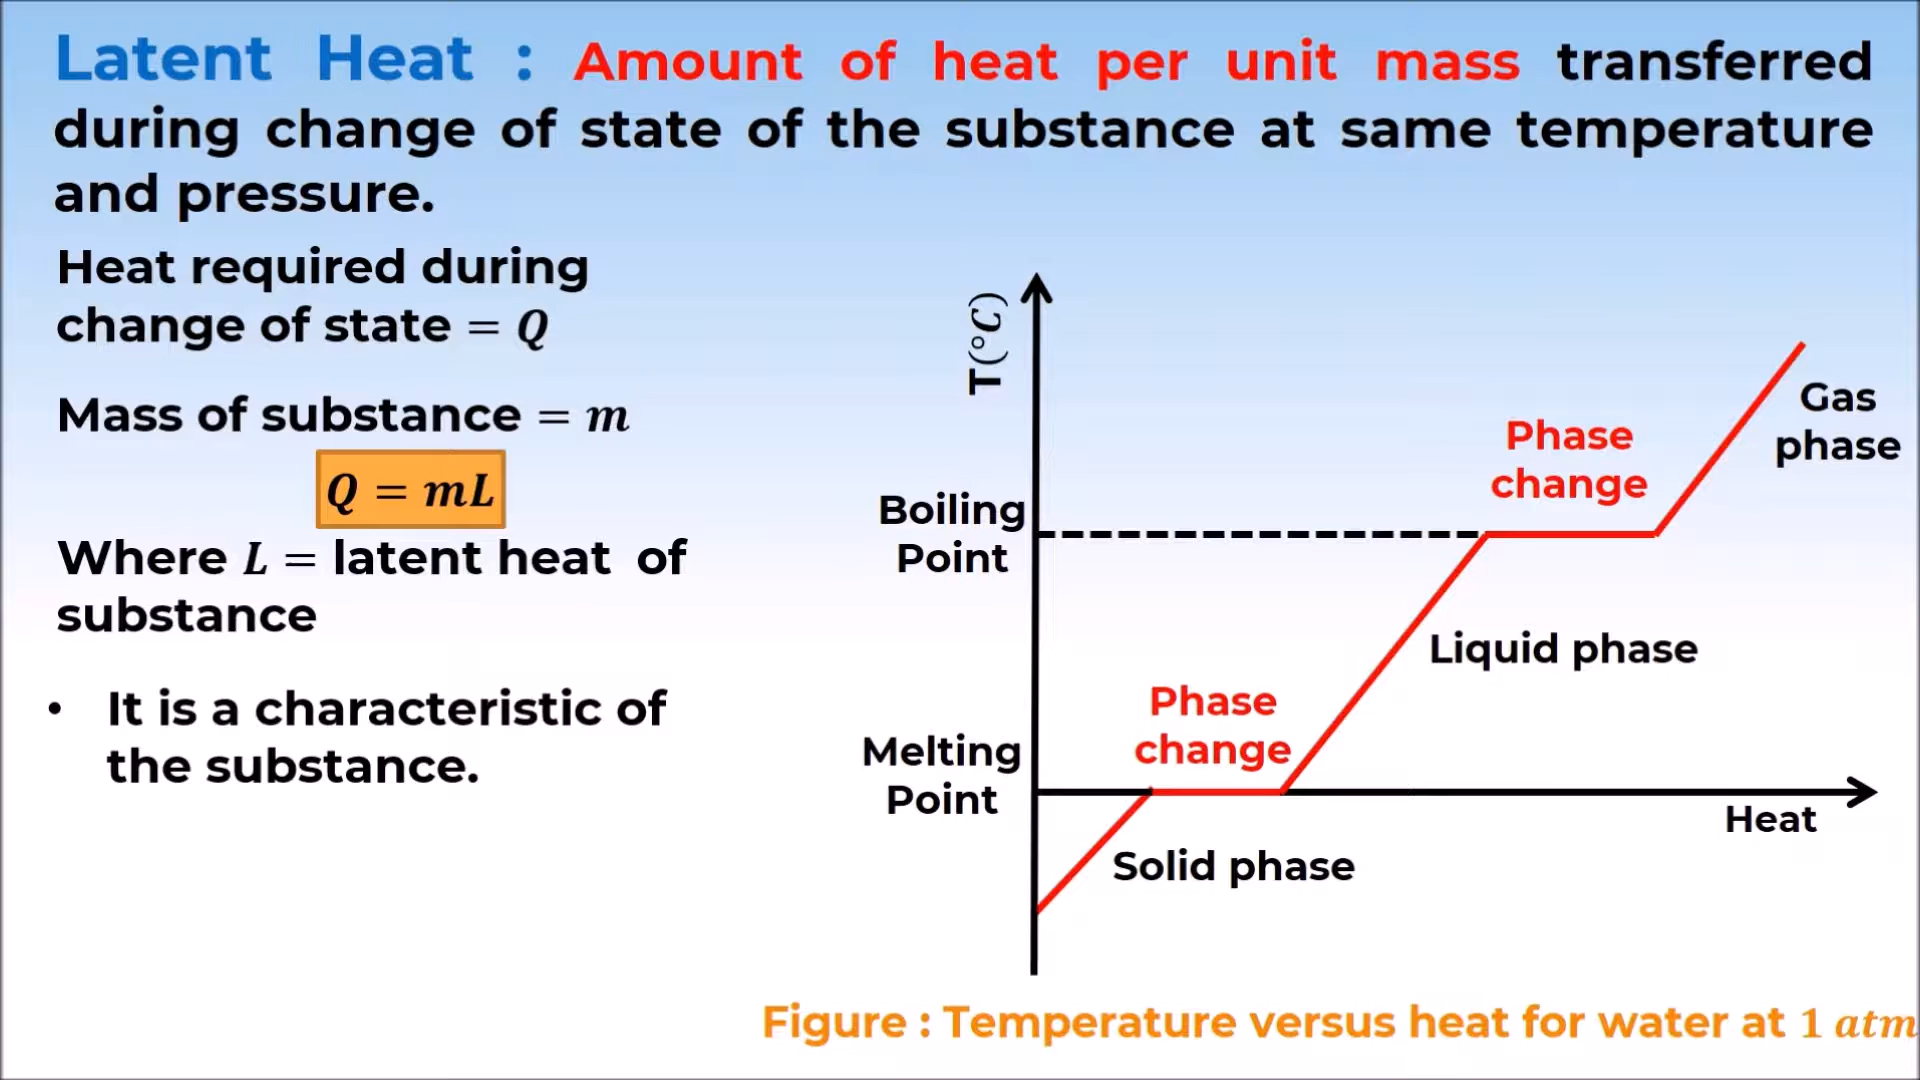 Latent Heat : Amount of heat per unit mass transferred
during change of state of the substance at same temperature
and pressure.
Heat required during
change of state = Q
Mass of substance = m
Q = mL
Where L = latent heat of
substance
• It is a characteristic of
the substance.
T(°C)
Gas
phase
Phase
change
Boiling
Point
Liquid phase
Phase
change
Melting
Point
Heat
Solid phase
Figure : Temperature versus heat for water at 1 atm